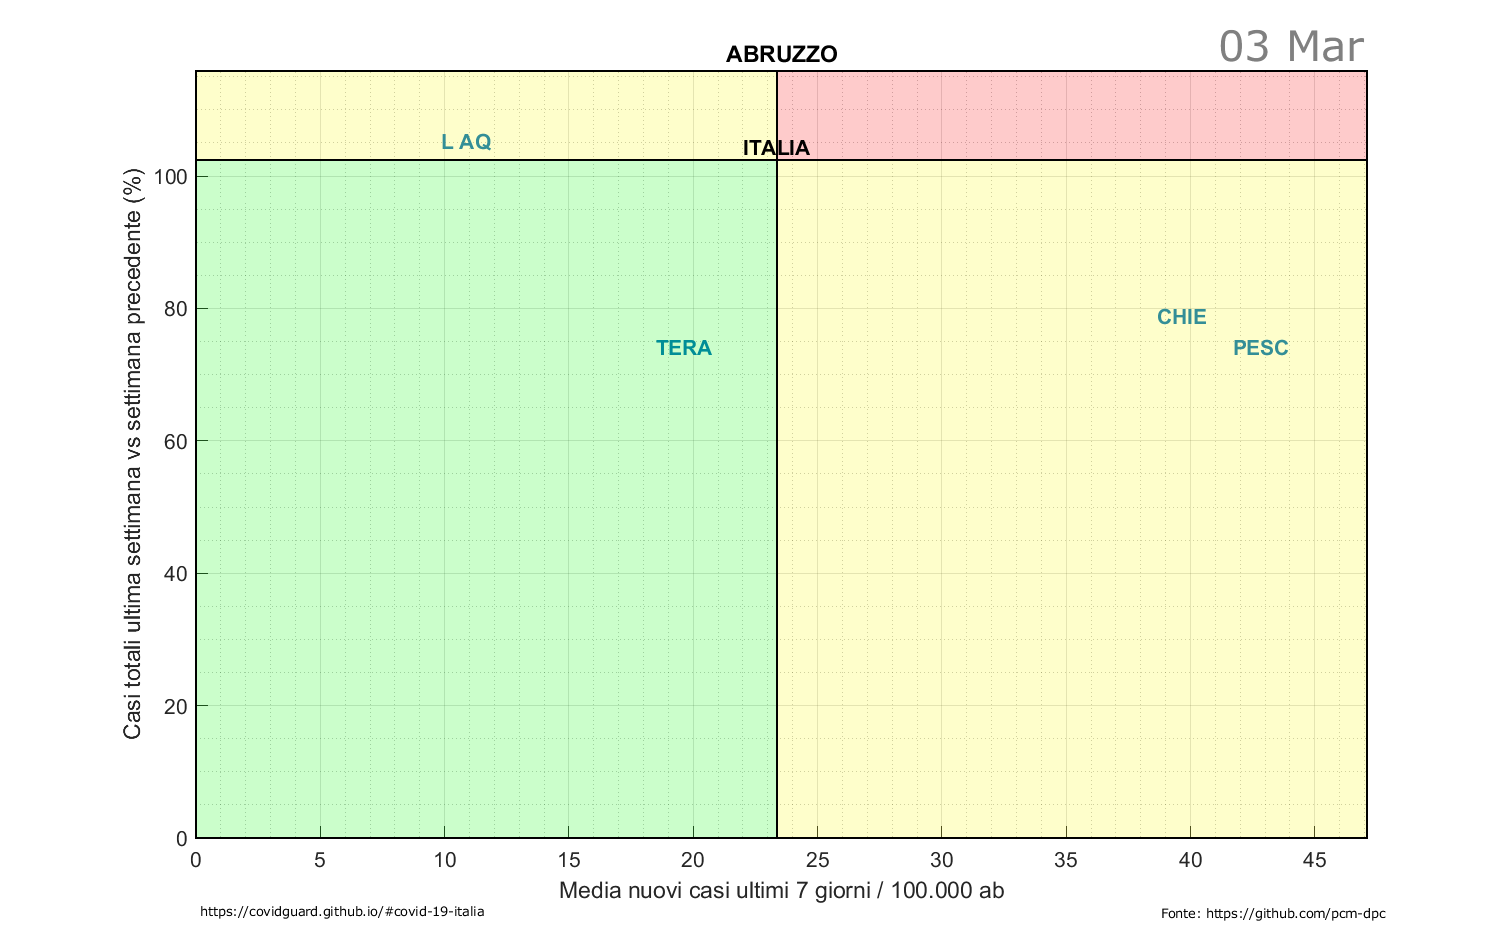 03 Mar
ABRUZZO
L AQ
ITALIA
CHIE
TERA
PESC
Casi totali ultima settimana vs settimana precedente (%)
100
80
60
40
20
0
0 5 10 15 20 25 30 35 40 45
Media nuovi casi ultimi 7 giorni / 100.000 ab
https://covidguard.github.io/#covid-19-italia
Fonte: https://github.com/pcm-dpc